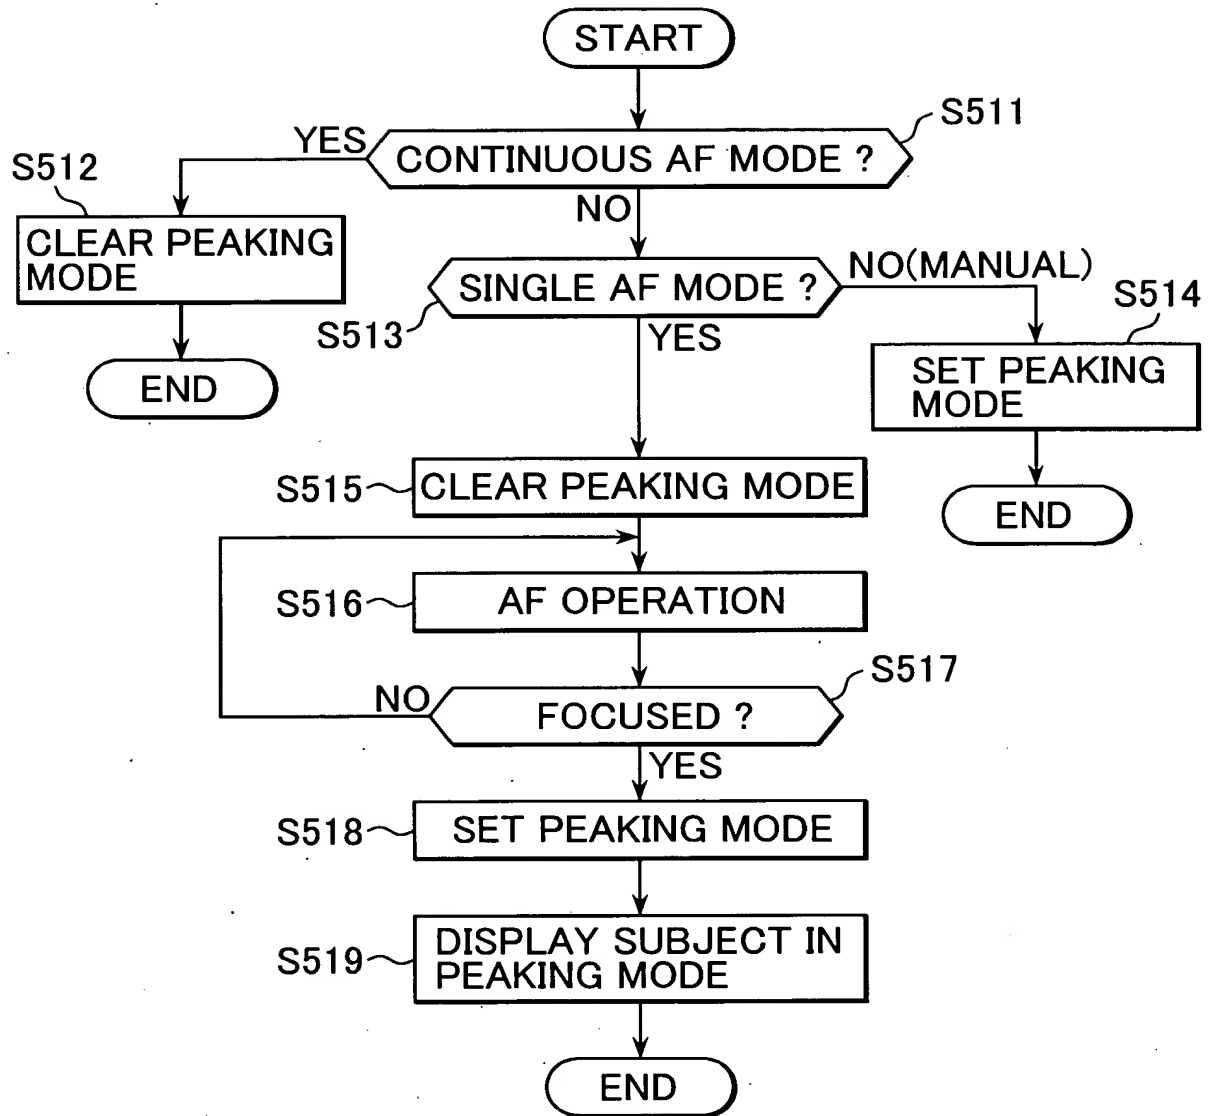 START
S511
YES
CONTINUOUS AF MODE ?
S512
NO
CLEAR PEAKING
MODE
NO(MANUAL)
SINGLE AF MODE ?
S513
YES
S514
SET PEAKING
MODE
END
S515
CLEAR PEAKING MODE
END
S516
AF OPERATION
S517
NO
FOCUSED ?
YES
S518
SET PEAKING MODE
S519
DISPLAY SUBJECT IN
PEAKING MODE
END